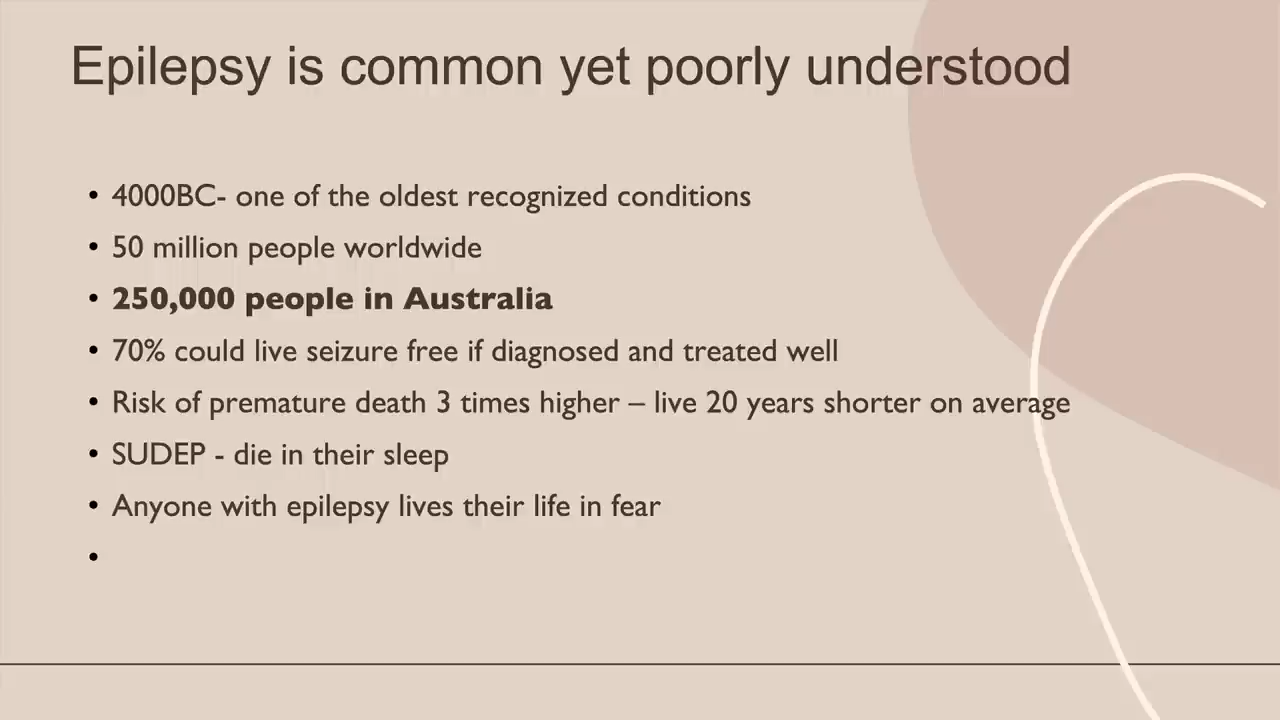 Epilepsy is common yet poorly understood
• 4000BC- one of the oldest recognized conditions
• 50 million people worldwide
• 250,000 people in Australia
• 70% could live seizure free if diagnosed and treated well
• Risk of premature death 3 times higher – live 20 years shorter on average
• SUDEP - die in their sleep
• Anyone with epilepsy lives their life in fear
•